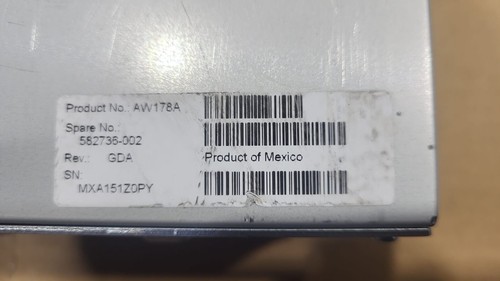 Product No.: AW178A
Spare No.:
582736-002
Rev.: GDA Product of Mexico
SN:
MXA151Z0PY